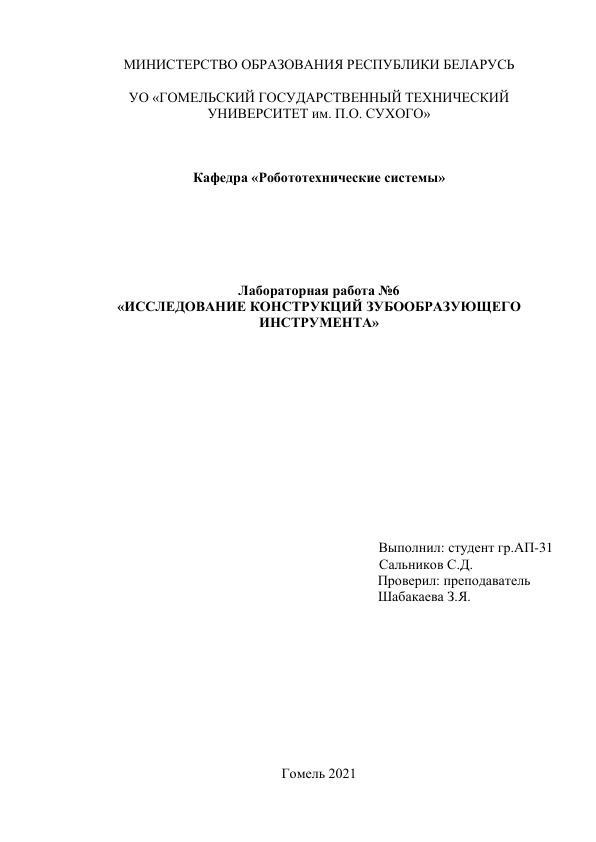 МИНИСТЕРСТВО ОБРАЗОВАНИЯ РЕСПУБЛИКИ БЕЛАРУСЬ
УО «ГОМЕЛЬСКИЙ ГОСУДАРСТВЕННЫЙ ТЕХНИЧЕСКИЙ
УНИВЕРСИТЕТ им. П.О. СУХОГО»
Кафедра «Робототехнические системы»
Лабораторная работа №6
«ИССЛЕДОВАНИЕ КОНСТРУКЦИЙ ЗУБООБРАЗУЮЩЕГО
ИНСТРУМЕНТА»
Выполнил: студент гр.АП-31
Сальников С.Д.
Проверил: преподаватель
Шабакаева З.Я.
Гомель 2021